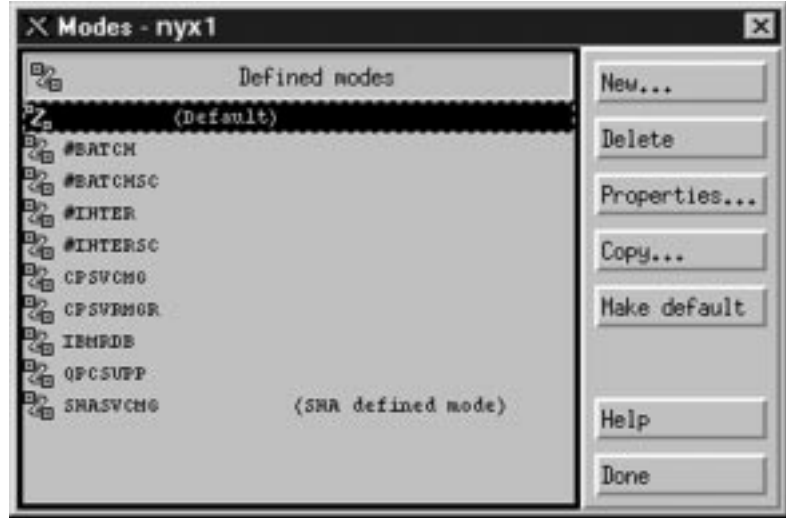 Modes - nyx1
Defined modes
(Default)
#BATCH
#BATCHSC
#INTER
#INTERSC
CPSVCMG
CPSVRMGR
IBMRDB
QPCSUPP
SNASVCMG (SNA defined mode)
New...
Delete
Properties...
Copy...
Make default
Help
Done